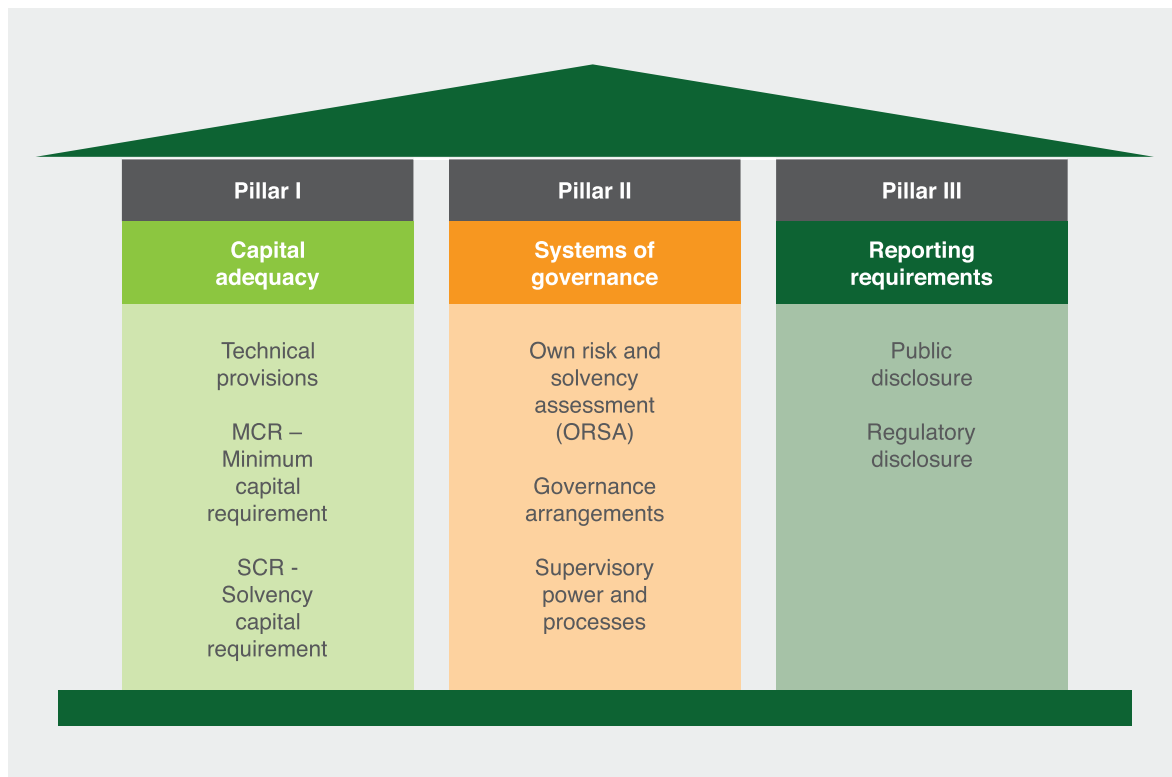 Pillar I
Capital
adequacy
Technical
provisions
MCR –
Minimum
capital
requirement
SCR -
Solvency
capital
requirement
Pillar II
Systems of
governance
Own risk and
solvency
assessment
(ORSA)
Governance
arrangements
Supervisory
power and
processes
Pillar III
Reporting
requirements
Public
disclosure
Regulatory
disclosure